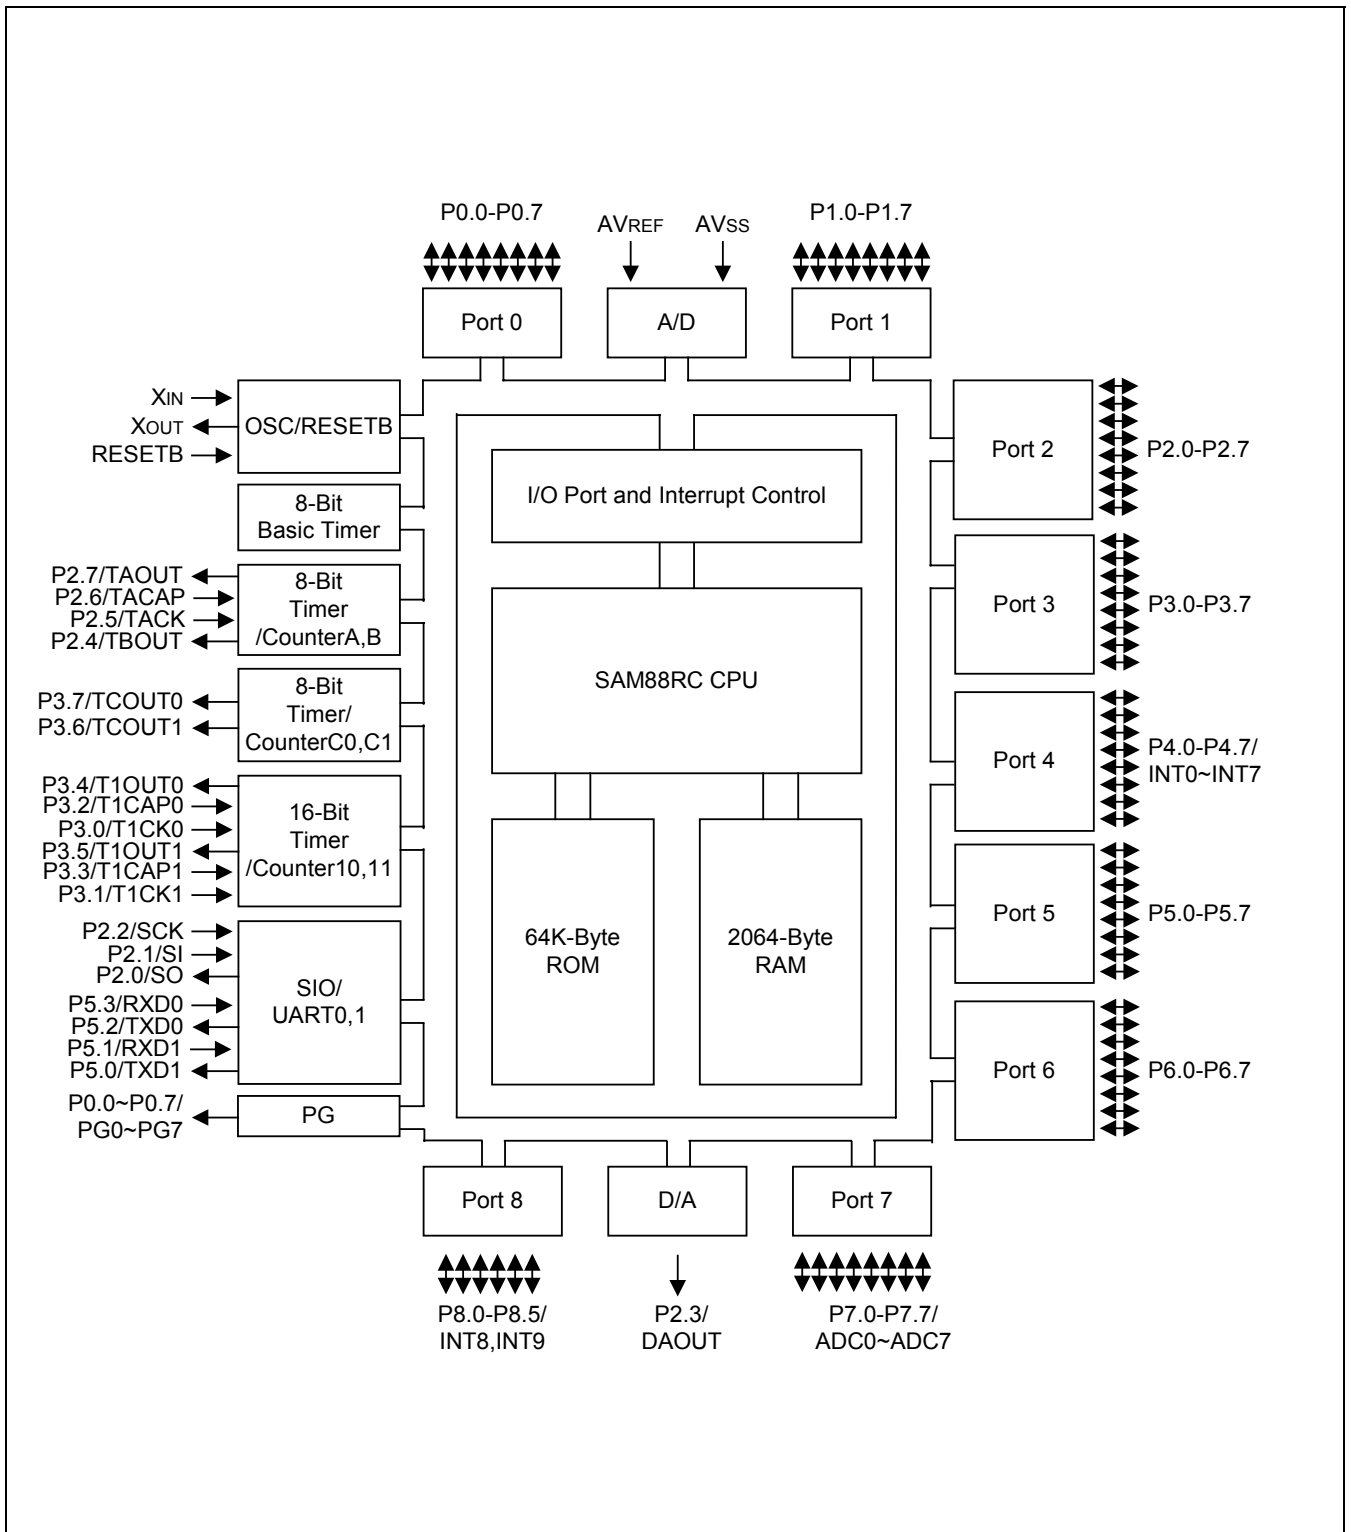 P0.0-P0.7
AVREF
AVSS
P1.0-P1.7
Port 0
A/D
Port 1
XIN
XOUT
RESETB
OSC/RESETB
Port 2
P2.0-P2.7
I/O Port and Interrupt Control
8-Bit
Basic Timer
P2.7/TAOUT
P2.6/TACAP
P2.5/TACK
P2.4/TBOUT
8-Bit
Timer
/CounterA,B
Port 3
P3.0-P3.7
SAM88RC CPU
P3.7/TCOUT0
P3.6/TCOUT1
8-Bit
Timer/
CounterC0,C1
Port 4
P4.0-P4.7/
INT0~INT7
P3.4/T1OUT0
P3.2/T1CAP0
P3.0/T1CK0
P3.5/T1OUT1
P3.3/T1CAP1
P3.1/T1CK1
16-Bit
Timer
/Counter10,11
Port 5
P5.0-P5.7
64K-Byte
ROM
2064-Byte
RAM
P2.2/SCK
P2.1/SI
P2.0/SO
P5.3/RXD0
P5.2/TXD0
P5.1/RXD1
P5.0/TXD1
SIO/
UART0,1
Port 6
P6.0-P6.7
P0.0~P0.7/
PG0~PG7
PG
Port 8
D/A
Port 7
P8.0-P8.5/
INT8,INT9
P2.3/
DAOUT
P7.0-P7.7/
ADC0~ADC7